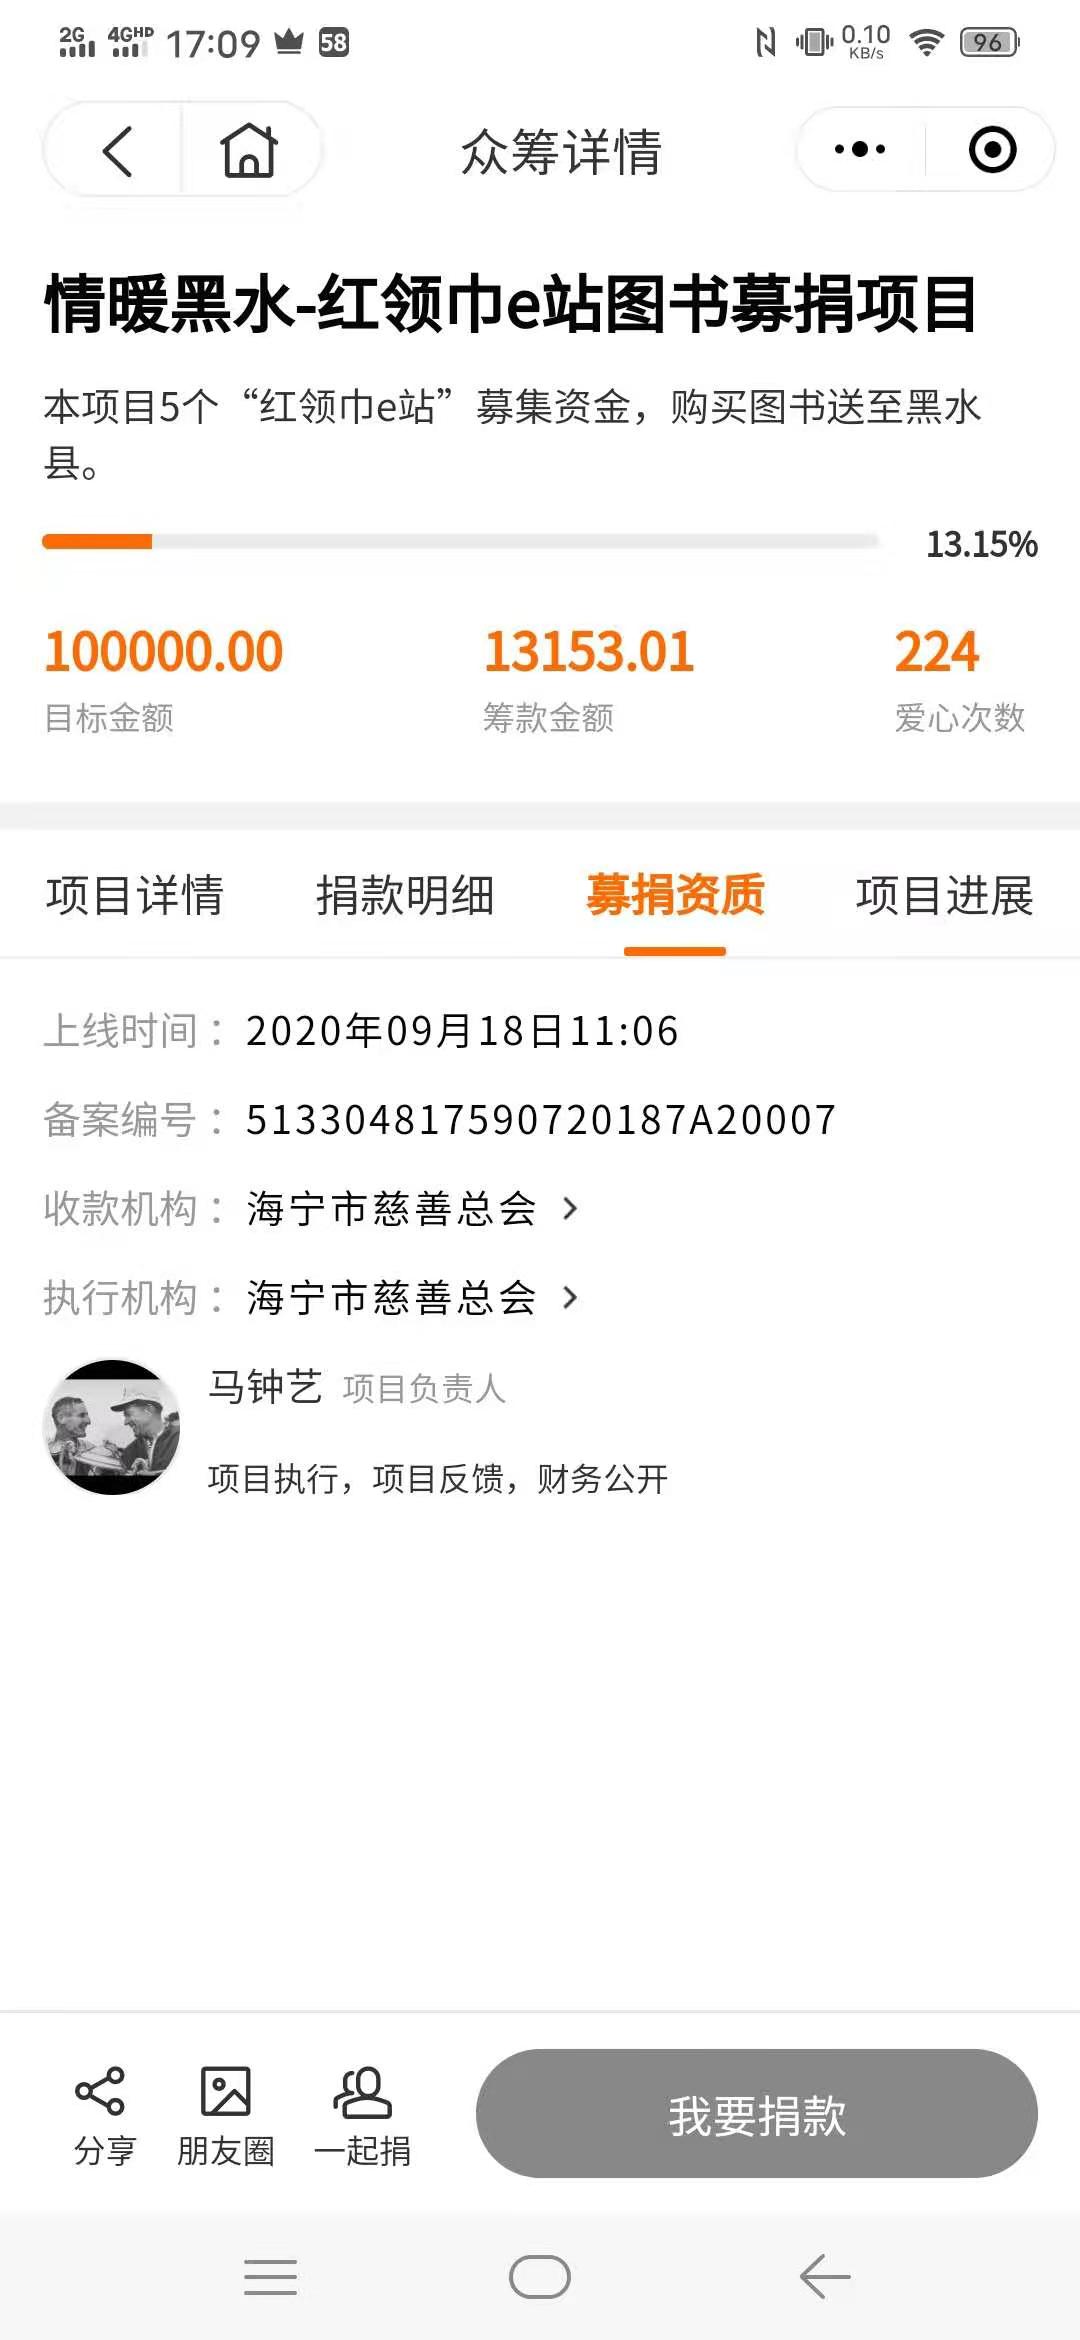 2G 4GHD 17:09 58 0.10 KB/s 96
众筹详情
情暖黑水-红领巾e站图书募捐项目
本项目5个“红领巾e站”募集资金，购买图书送至黑水
县。
13.15%
100000.00 13153.01 224
目标金额 筹款金额 爱心次数
项目详情 捐款明细 募捐资质 项目进展
上线时间：2020年09月18日11:06
备案编号：513304817590720187A20007
收款机构：海宁市慈善总会
执行机构：海宁市慈善总会
马钟艺 项目负责人
项目执行，项目反馈，财务公开
分享 朋友圈 一起捐 我要捐款